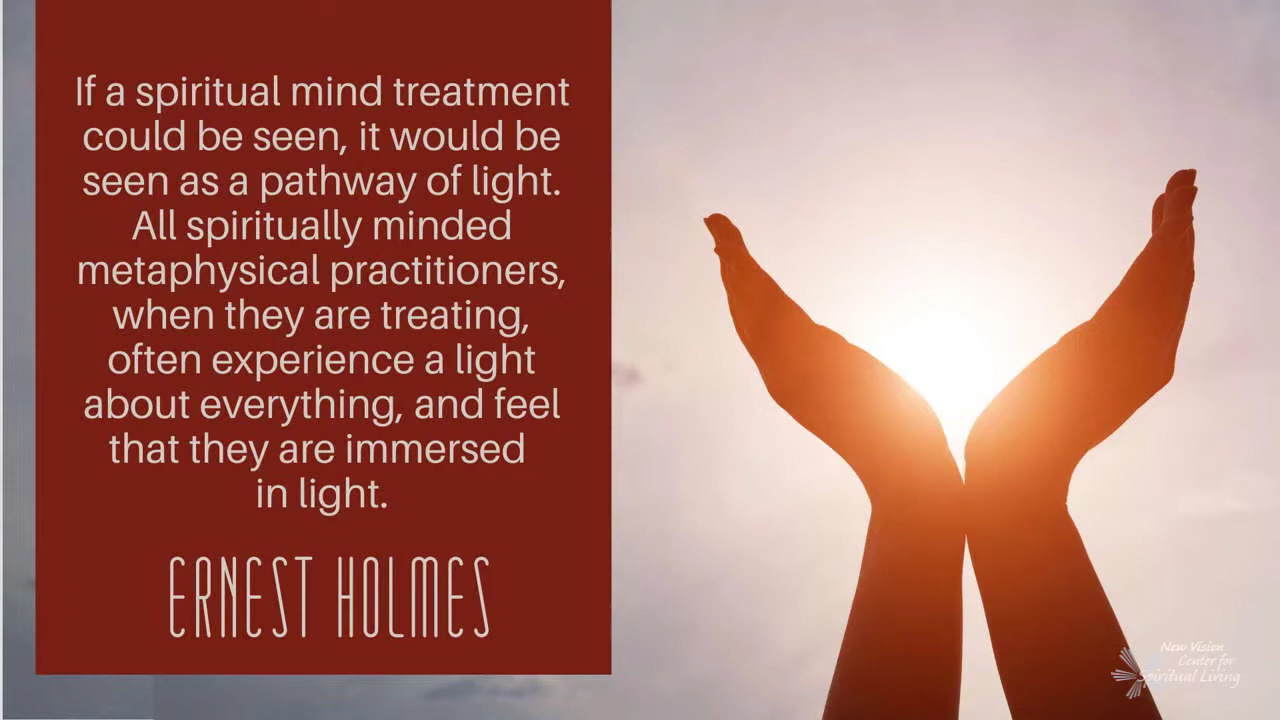 If a spiritual mind treatment
could be seen, it would be
seen as a pathway of light.
All spiritually minded
metaphysical practitioners,
when they are treating,
often experience a light
about everything, and feel
that they are immersed
in light.
ERNEST HOLMES
New Vision
Center for
Spiritual Living